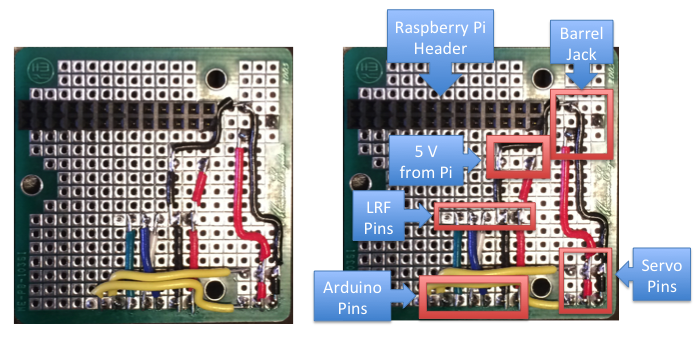 Raspberry Pi
Header
Barrel
Jack
5 V
from Pi
LRF
Pins
Arduino
Pins
Servo
Pins